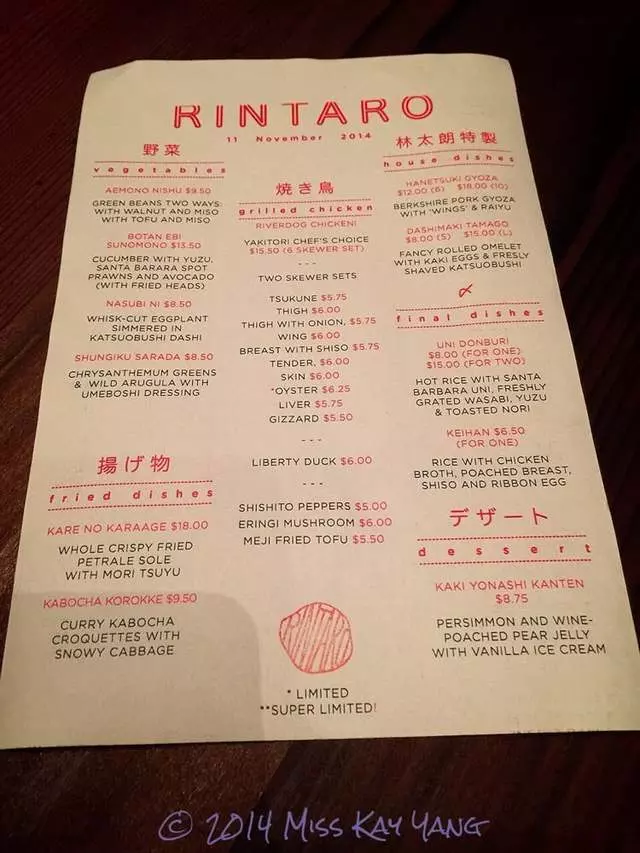 RINTARO
11 November 2014
野菜
vegetables
AEMONO NISHU $9.50
GREEN BEANS TWO WAYS:
WITH WALNUT AND MISO
WITH TOFU AND MISO
BOTAN EBI
SUNOMONO $13.50
CUCUMBER WITH YUZU,
SANTA BARARA SPOT
PRAWNS AND AVOCADO
(WITH FRIED HEADS)
NASUBI NI $8.50
WHISK-CUT EGGPLANT
SIMMERED IN
KATSUOBUSHI DASHI
SHUNGIKU SARADA $8.50
CHRYSANTHEMUM GREENS
& WILD ARUGULA WITH
UMEBOSHI DRESSING
揚げ物
fried dishes
KARE NO KARAAGE $18.00
WHOLE CRISPY FRIED
PETRALE SOLE
WITH MORI TSUYU
KABOCHA KOROKKE $9.50
CURRY KABOCHA
CROQUETTES WITH
SNOWY CABBAGE
焼き鳥
grilled chicken
RIVERDOG CHICKEN!
YAKITORI CHEF'S CHOICE
$15.50 (6 SKEWER SET)
---
TWO SKEWER SETS
TSUKUNE $5.75
THIGH $6.00
THIGH WITH ONION, $5.75
WING $6.00
BREAST WITH SHISO $5.75
TENDER, $6.00
SKIN $6.00
*OYSTER $6.25
LIVER $5.75
GIZZARD $5.50
---
LIBERTY DUCK $6.00
---
SHISHITO PEPPERS $5.00
ERINGI MUSHROOM $6.00
MEJI FRIED TOFU $5.50
* LIMITED
**SUPER LIMITED!
林太朗特製
house dishes
HANETSUKI GYOZA
$12.00 (6) $18.00 (10)
BERKSHIRE PORK GYOZA
WITH 'WINGS' & RAIYU
DASHIMAKI TAMAGO
$8.00 (S) $15.00 (L)
FANCY ROLLED OMELET
WITH KAKI EGGS & FRESLY
SHAVED KATSUOBUSHI
〆
final dishes
UNI DONBURI
$8.00 (FOR ONE)
$15.00 (FOR TWO)
HOT RICE WITH SANTA
BARBARA UNI, FRESHLY
GRATED WASABI, YUZU
& TOASTED NORI
KEIHAN $6.50
(FOR ONE)
RICE WITH CHICKEN
BROTH, POACHED BREAST,
SHISO AND RIBBON EGG
デザート
dessert
KAKI YONASHI KANTEN
$8.75
PERSIMMON AND WINE-
POACHED PEAR JELLY
WITH VANILLA ICE CREAM
© 2014 MISS KAY YANG